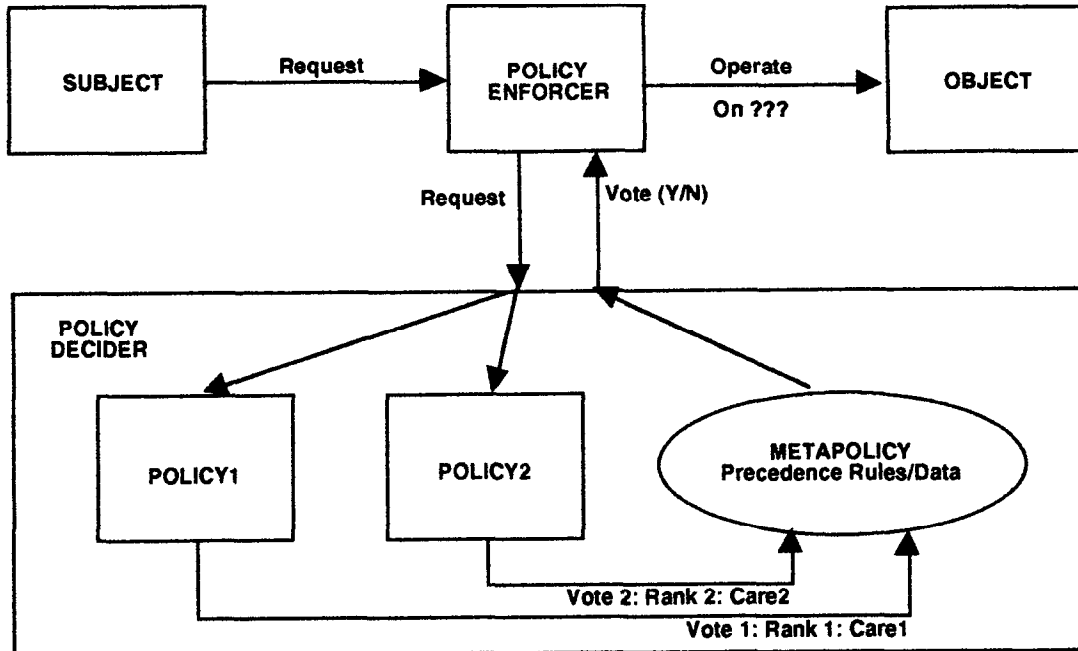 SUBJECT
Request
POLICY
ENFORCER
Operate
On ???
OBJECT
Request
Vote (Y/N)
POLICY
DECIDER
POLICY1
POLICY2
METAPOLICY
Precedence Rules/Data
Vote 2: Rank 2: Care2
Vote 1: Rank 1: Care1